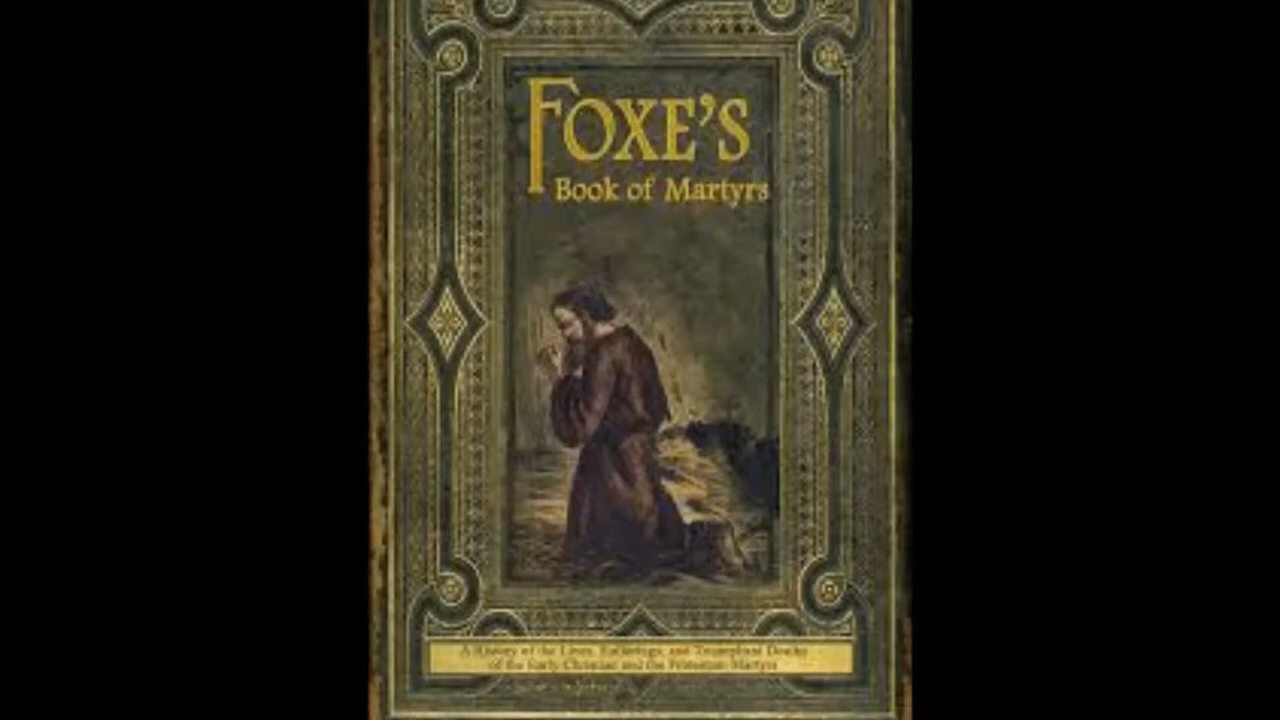 FOXE'S
Book of Martyrs
A History of the Lives, Sufferings, and Triumphant Deaths
of the Early Christian and the Protestant Martyrs